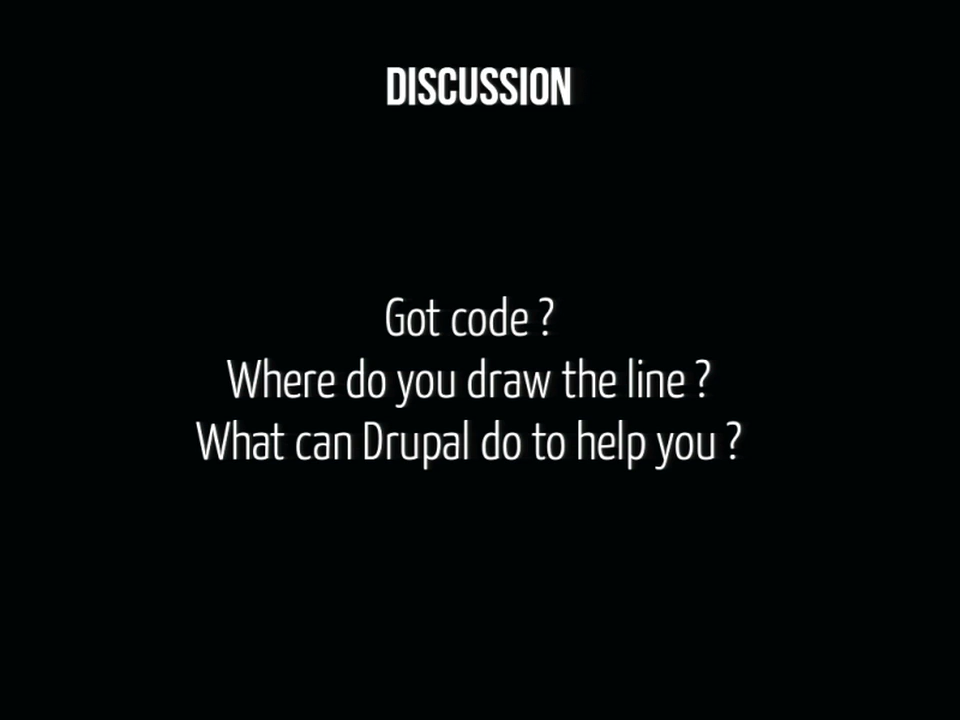 DISCUSSION
Got code ?
Where do you draw the line ?
What can Drupal do to help you ?